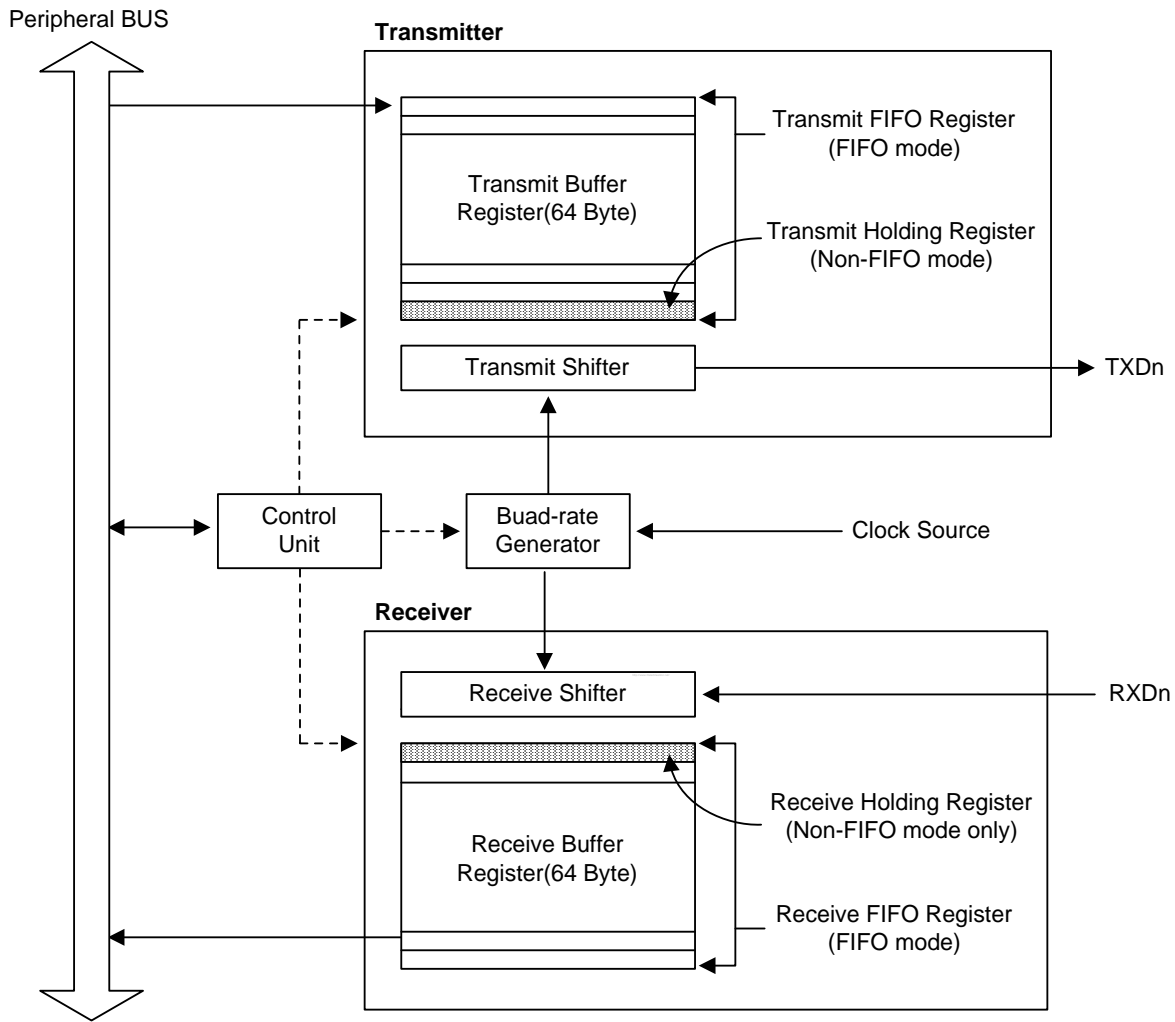 Peripheral BUS
Transmitter
Transmit FIFO Register
(FIFO mode)
Transmit Buffer
Register(64 Byte)
Transmit Holding Register
(Non-FIFO mode)
Transmit Shifter
TXDn
Control
Unit
Buad-rate
Generator
Clock Source
Receiver
Receive Shifter
RXDn
Receive Holding Register
(Non-FIFO mode only)
Receive Buffer
Register(64 Byte)
Receive FIFO Register
(FIFO mode)